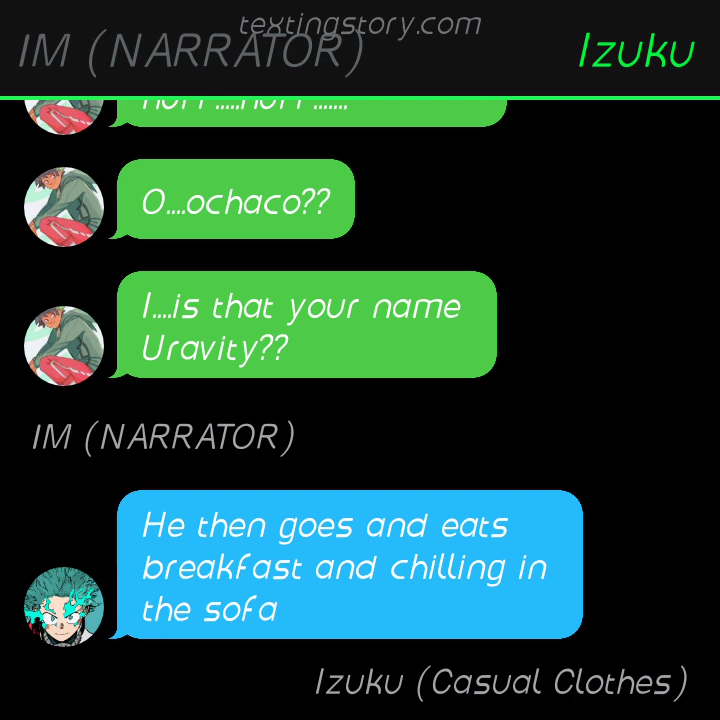 textingstory.com
IM (NARRATOR)
Izuku
O....ochaco??
I....is that your name
Uravity??
IM (NARRATOR)
He then goes and eats
breakfast and chilling in
the sofa
Izuku (Casual Clothes)